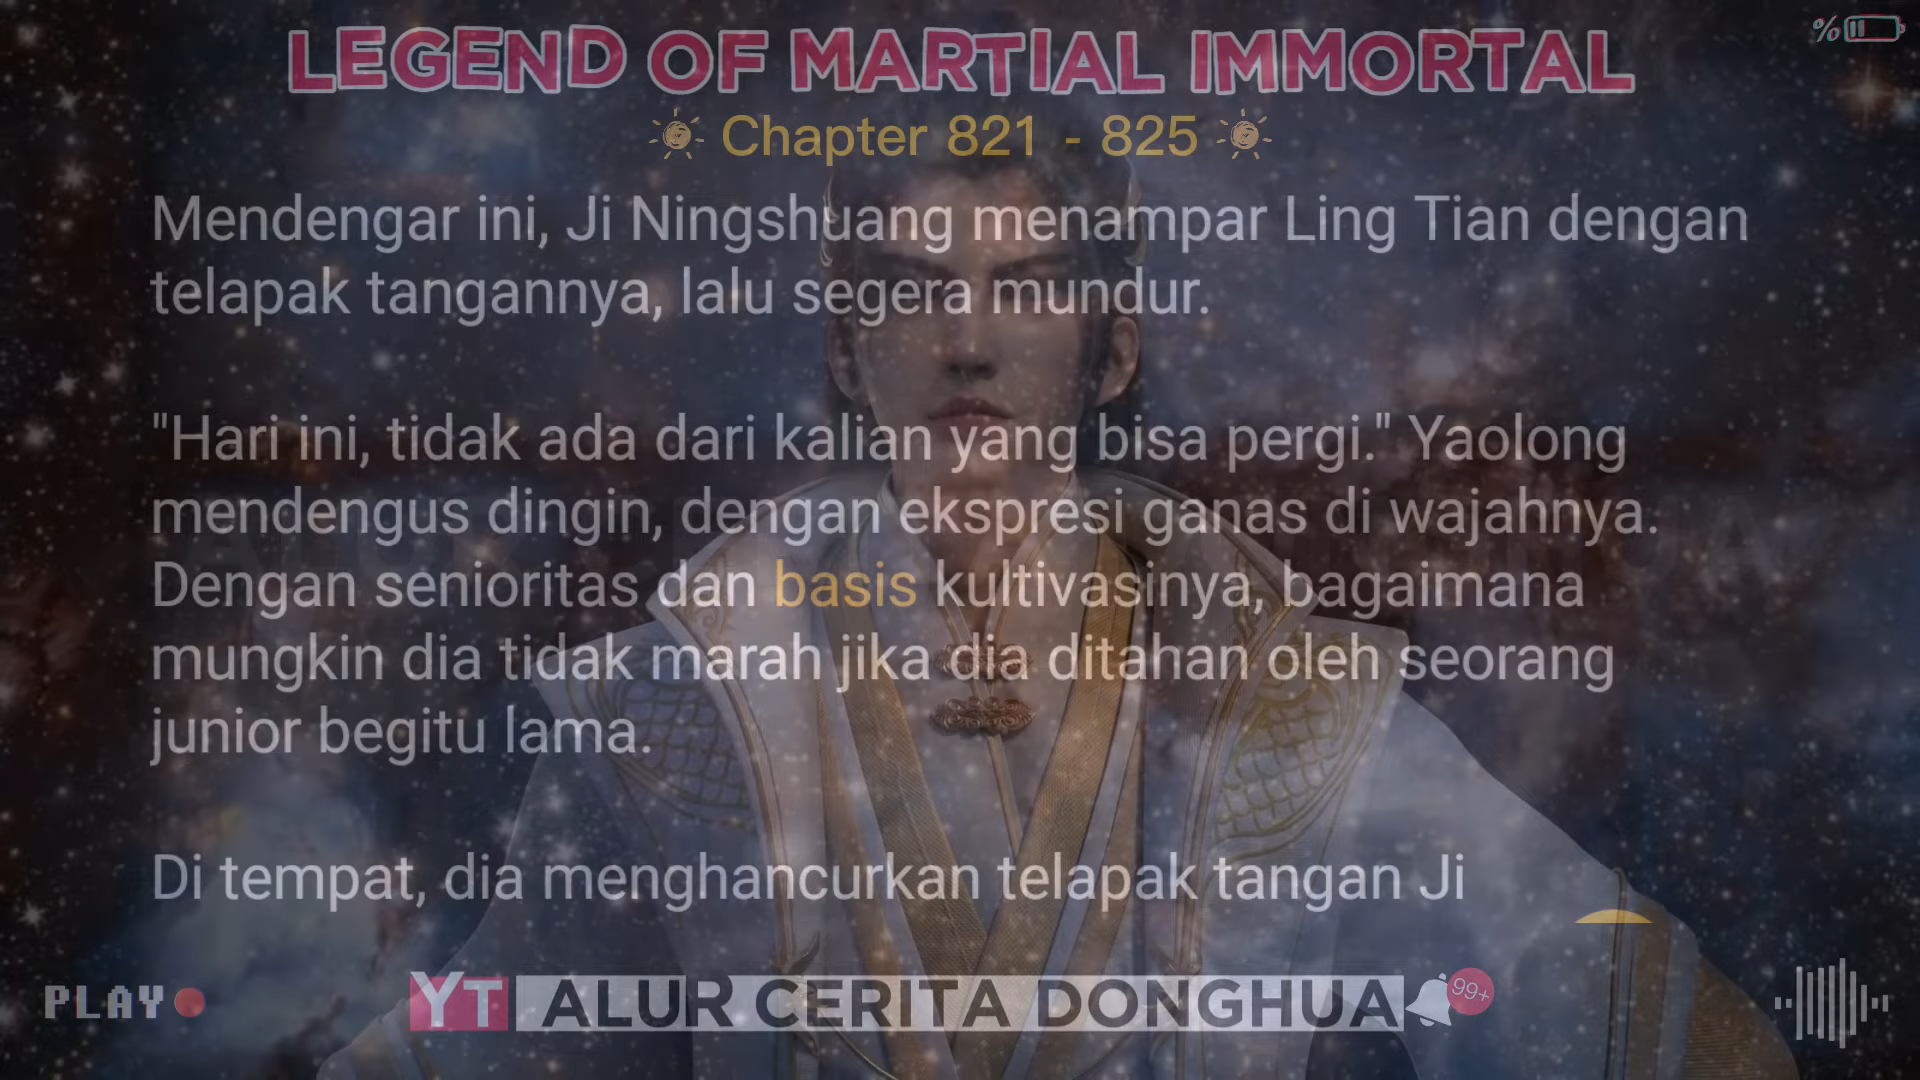 LEGEND OF MARTIAL IMMORTAL
%
Chapter 821 - 825
Mendengar ini, Ji Ningshuang menampar Ling Tian dengan
telapak tangannya, lalu segera mundur.
"Hari ini, tidak ada dari kalian yang bisa pergi." Yaolong
mendengus dingin, dengan ekspresi ganas di wajahnya.
Dengan senioritas dan basis kultivasinya, bagaimana
mungkin dia tidak marah jika dia ditahan oleh seorang
junior begitu lama.
Di tempat, dia menghancurkan telapak tangan Ji
PLAY
YT ALUR CERITA DONGHUA 99+